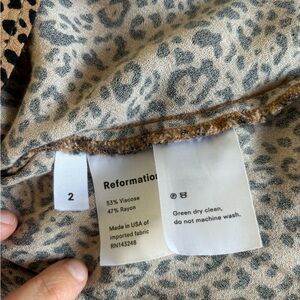 2
Reformation
53% Viscose
47% Rayon
Made in USA of
imported fabric
RN143248
Green dry clean,
do not machine wash.